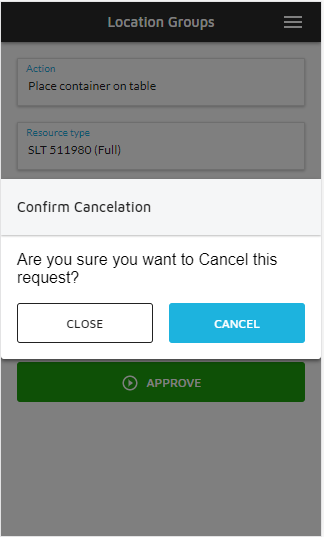 Location Groups
Action
Place container on table
Resource type
SLT 511980 (Full)
Confirm Cancelation
Are you sure you want to Cancel this
request?
CLOSE
CANCEL
APPROVE